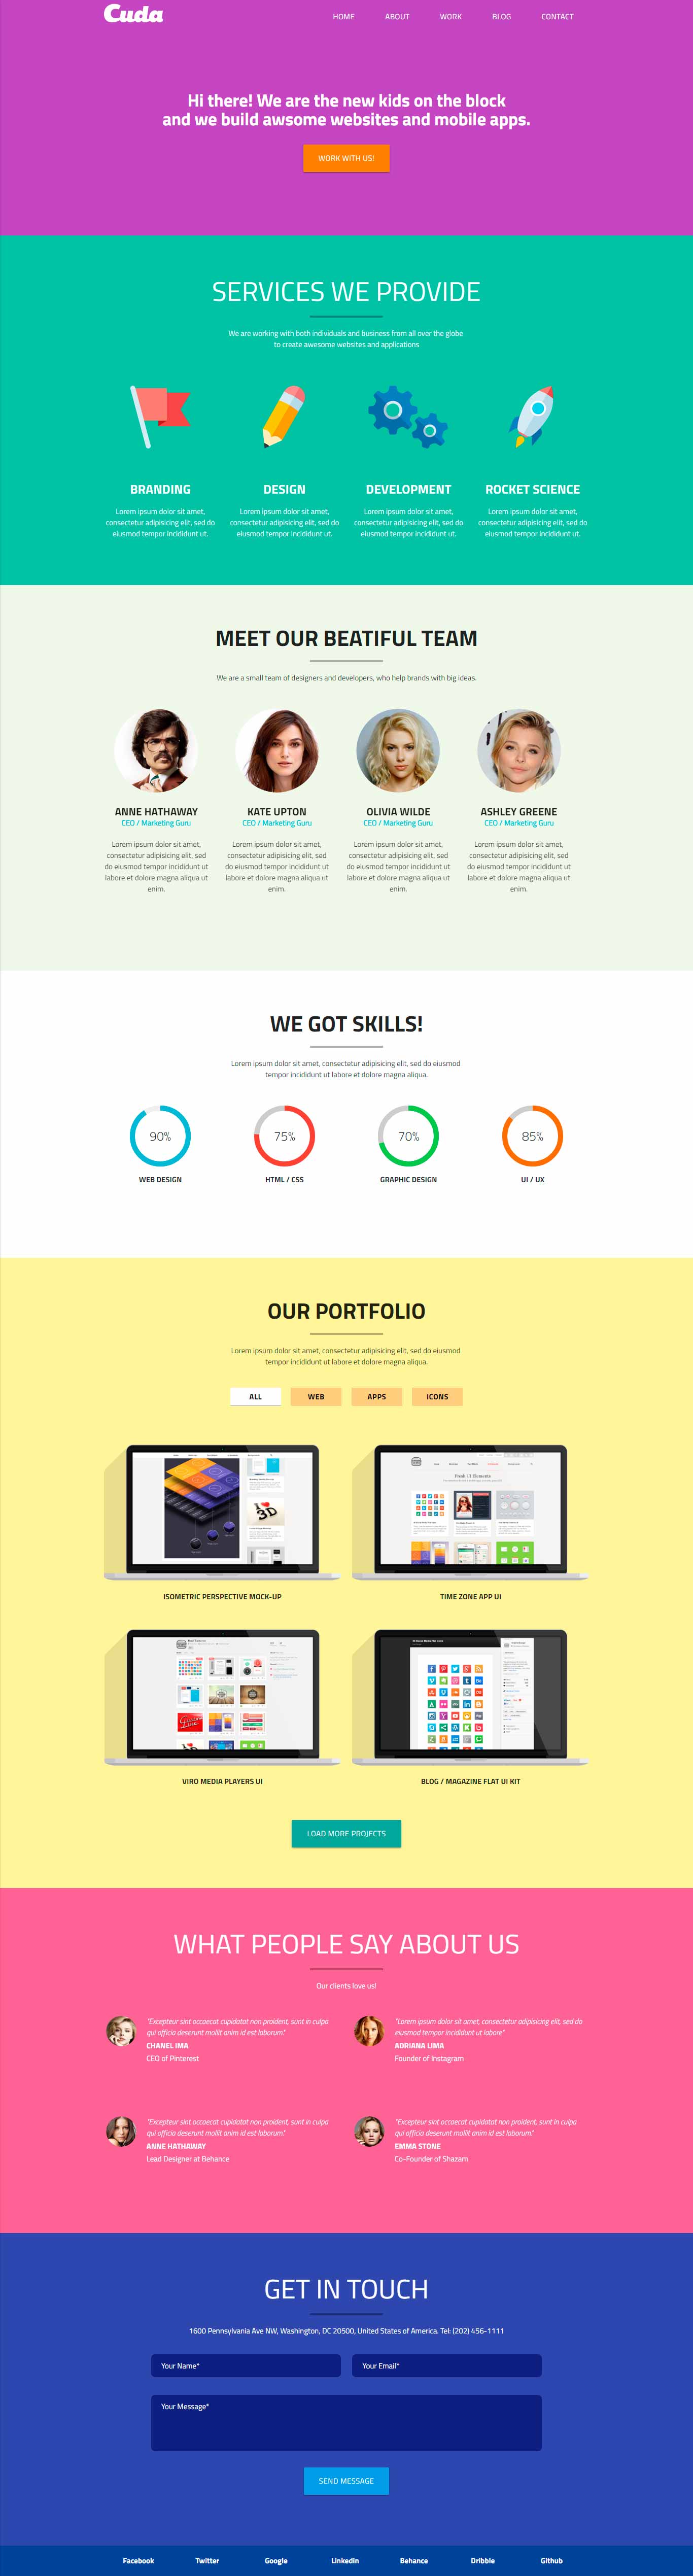 Cuda
HOME ABOUT WORK BLOG CONTACT
Hi there! We are the new kids on the block
and we build awsome websites and mobile apps.
WORK WITH US!
SERVICES WE PROVIDE
We are working with both individuals and business from all over the globe
to create awesome websites and applications
BRANDING
Lorem ipsum dolor sit amet,
consectetur adipisicing elit, sed do
eiusmod tempor incididunt ut.
DESIGN
Lorem ipsum dolor sit amet,
consectetur adipisicing elit, sed do
eiusmod tempor incididunt ut.
DEVELOPMENT
Lorem ipsum dolor sit amet,
consectetur adipisicing elit, sed do
eiusmod tempor incididunt ut.
ROCKET SCIENCE
Lorem ipsum dolor sit amet,
consectetur adipisicing elit, sed do
eiusmod tempor incididunt ut.
MEET OUR BEATIFUL TEAM
We are a small team of designers and developers, who help brands with big ideas.
ANNE HATHAWAY
CEO / Marketing Guru
Lorem ipsum dolor sit amet,
consectetur adipisicing elit, sed
do eiusmod tempor incididunt ut
labore et dolore magna aliqua ut
enim.
KATE UPTON
CEO / Marketing Guru
Lorem ipsum dolor sit amet,
consectetur adipisicing elit, sed
do eiusmod tempor incididunt ut
labore et dolore magna aliqua ut
enim.
OLIVIA WILDE
CEO / Marketing Guru
Lorem ipsum dolor sit amet,
consectetur adipisicing elit, sed
do eiusmod tempor incididunt ut
labore et dolore magna aliqua ut
enim.
ASHLEY GREENE
CEO / Marketing Guru
Lorem ipsum dolor sit amet,
consectetur adipisicing elit, sed
do eiusmod tempor incididunt ut
labore et dolore magna aliqua ut
enim.
WE GOT SKILLS!
Lorem ipsum dolor sit amet, consectetur adipisicing elit, sed do eiusmod
tempor incididunt ut labore et dolore magna aliqua.
90%
WEB DESIGN
75%
HTML / CSS
70%
GRAPHIC DESIGN
85%
UI / UX
OUR PORTFOLIO
Lorem ipsum dolor sit amet, consectetur adipisicing elit, sed do eiusmod
tempor incididunt ut labore et dolore magna aliqua.
ALL WEB APPS ICONS
I 3D
ISOMETRIC PERSPECTIVE MOCK-UP
Fresh UI Elements
TIME ZONE APP UI
VIRO MEDIA PLAYERS UI
BLOG / MAGAZINE FLAT UI KIT
LOAD MORE PROJECTS
WHAT PEOPLE SAY ABOUT US
Our clients love us!
"Excepteur sint occaecat cupidatat non proident, sunt in culpa
qui officia deserunt mollit anim id est laborum."
CHANEL IMA
CEO of Pinterest
"Lorem ipsum dolor sit amet, consectetur adipisicing elit, sed do
eiusmod tempor incididunt ut labore"
ADRIANA LIMA
Founder of Instagram
"Excepteur sint occaecat cupidatat non proident, sunt in culpa
qui officia deserunt mollit anim id est laborum."
ANNE HATHAWAY
Lead Designer at Behance
"Excepteur sint occaecat cupidatat non proident, sunt in culpa
qui officia deserunt mollit anim id est laborum."
EMMA STONE
Co-Founder of Shazam
GET IN TOUCH
1600 Pennsylvania Ave NW, Washington, DC 20500, United States of America. Tel: (202) 456-1111
Your Name*
Your Email*
Your Message*
SEND MESSAGE
Facebook Twitter Google Linkedin Behance Dribble Github